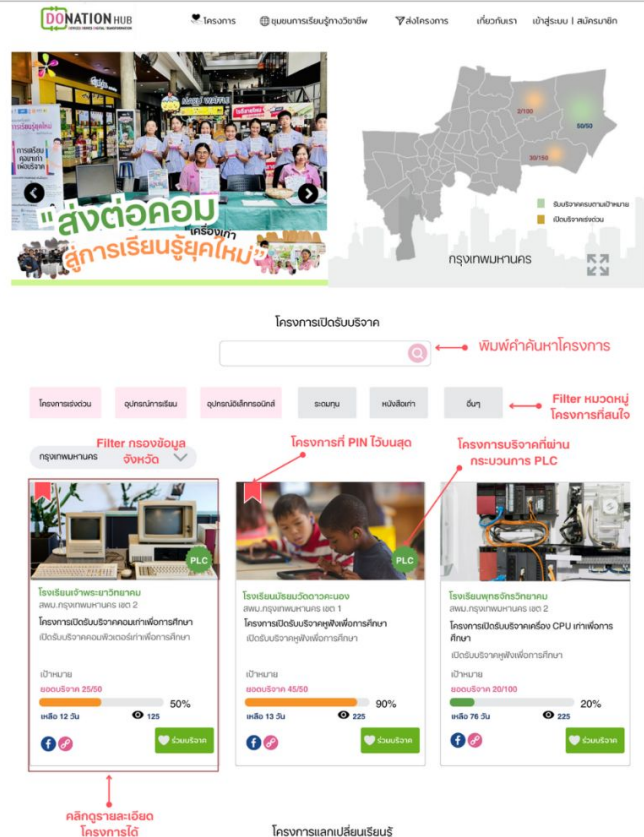 DONATION HUB
โครงการ
ชุมชนการเรียนรู้ทางวิชาชีพ
ส่งโครงการ
เกี่ยวกับเรา
เข้าสู่ระบบ | สมัครมาชิก
การเรียนรู้ยุคใหม่
การเตรียม
คอมเก่า
เพื่อบริจาค
"ส่งต่อคอม
"เครื่องเก่า
สู่การเรียนรู้ยุคใหม่"
2/100
50/50
30/150
รับบริจาคครบตามเป้าหมาย
เปิดบริจาคเร่งด่วน
กรุงเทพมหานคร
โครงการเปิดรับบริจาค
พิมพ์คำค้นหาโครงการ
โครงการเร่งด่วน
อุปกรณ์การเรียน
อุปกรณ์อิเล็กทรอนิกส์
ระดมทุน
หนังสือเก่า
อื่นๆ
Filter หมวดหมู่
โครงการที่สนใจ
กรุงเทพมหานคร
Filter กรองข้อมูล
จังหวัด
โครงการที่ PIN ไว้บนสุด
โครงการบริจาคที่ผ่าน
กระบวนการ PLC
PLC
โรงเรียนเจ้าพระยาวิทยาคม
สพม.กรุงเทพมหานคร เขต 2
โครงการเปิดรับบริจาคคอมเก่าเพื่อการศึกษา
เปิดรับบริจาคคอมพิวเตอร์เก่าเพื่อศึกษา
เป้าหมาย
ยอดบริจาค 25/50
50%
เหลือ 12 วัน
125
ร่วมบริจาค
PLC
โรงเรียนมัธยมวัดดาวคะนอง
สพม.กรุงเทพมหานคร เขต 1
โครงการเปิดรับบริจาคหูฟังเพื่อการศึกษา
เปิดรับบริจาคหูฟังเพื่อการศึกษา
เป้าหมาย
ยอดบริจาค 45/50
90%
เหลือ 13 วัน
225
ร่วมบริจาค
โรงเรียนพุทธจักรวิทยาคม
สพม.กรุงเทพมหานคร เขต 2
โครงการเปิดรับบริจาคเครื่อง CPU เก่าเพื่อการ
ศึกษา
เปิดรับบริจาคหูฟังเพื่อการศึกษา
เป้าหมาย
ยอดบริจาค 20/100
20%
เหลือ 76 วัน
225
ร่วมบริจาค
คลิกดูรายละเอียด
โครงการได้
โครงการแลกเปลี่ยนเรียนรู้